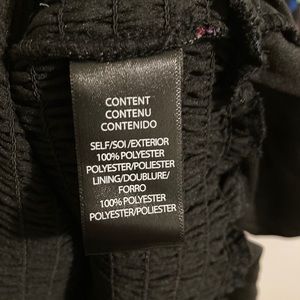 CONTENT
CONTENU
CONTENIDO
SELF/SOI/EXTERIOR
100% POLYESTER
POLYESTER/POLIESTER
LINING/DOUBLURE/
FORRO
100% POLYESTER
POLYESTER/POLIESTER